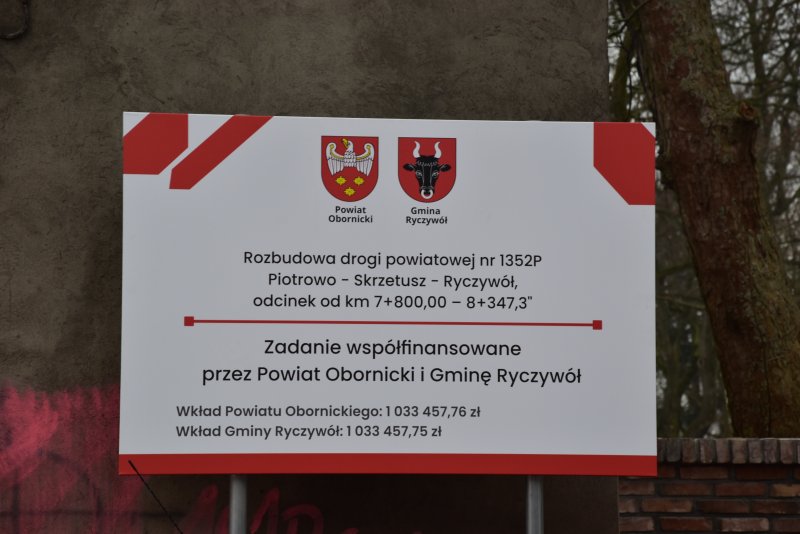 Powiat
Obornicki
Gmina
Ryczywół
Rozbudowa drogi powiatowej nr 1352P
Piotrowo - Skrzetusz - Ryczywół,
odcinek od km 7+800,00 – 8+347,3"
Zadanie współfinansowane
przez Powiat Obornicki i Gminę Ryczywół
Wkład Powiatu Obornickiego: 1 033 457,76 zł
Wkład Gminy Ryczywół: 1 033 457,75 zł